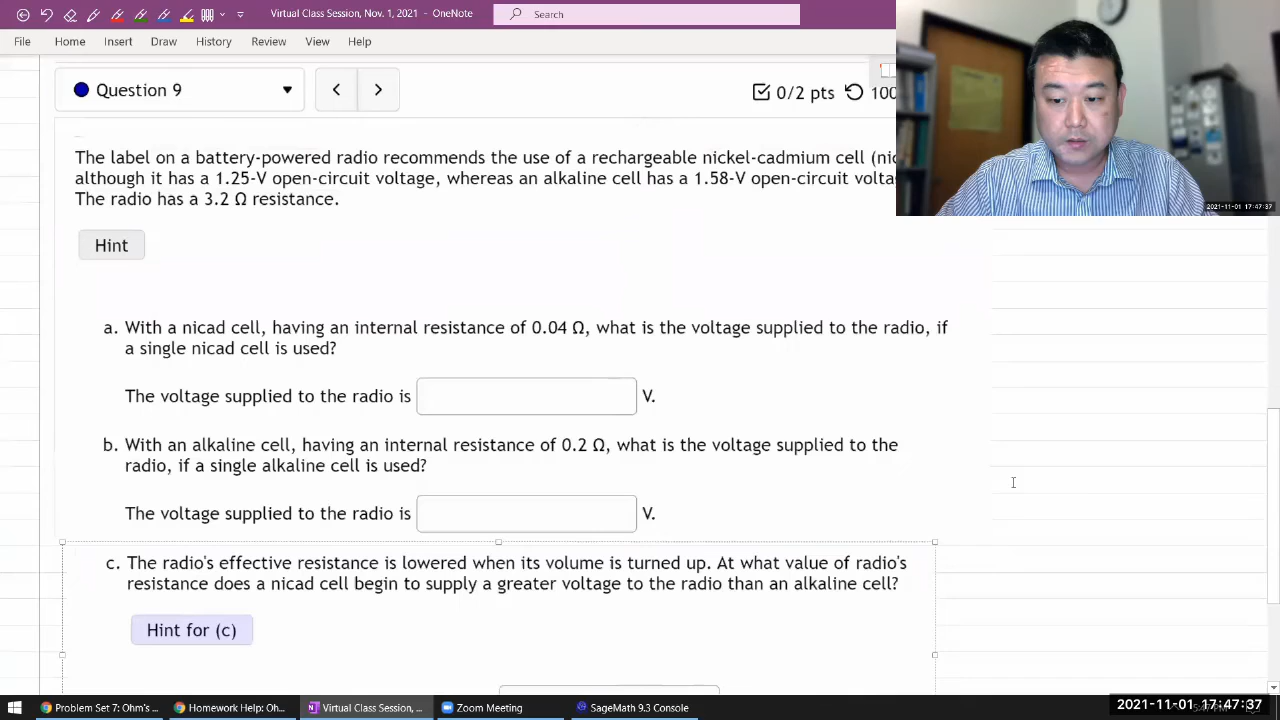 Search
File Home Insert Draw History Review View Help
Question 9
0/2 pts 100
The label on a battery-powered radio recommends the use of a rechargeable nickel-cadmium cell (nic
although it has a 1.25-V open-circuit voltage, whereas an alkaline cell has a 1.58-V open-circuit volta
The radio has a 3.2 Ω resistance.
Hint
a. With a nicad cell, having an internal resistance of 0.04 Ω, what is the voltage supplied to the radio, if
a single nicad cell is used?
The voltage supplied to the radio is V.
b. With an alkaline cell, having an internal resistance of 0.2 Ω, what is the voltage supplied to the
radio, if a single alkaline cell is used?
The voltage supplied to the radio is V.
c. The radio's effective resistance is lowered when its volume is turned up. At what value of radio's
resistance does a nicad cell begin to supply a greater voltage to the radio than an alkaline cell?
Hint for (c)
2021-11-01 17:47:37
Problem Set 7: Ohm's ... Homework Help: Oh... Virtual Class Session, ... Zoom Meeting SageMath 9.3 Console
2021-11-01 17:47:37